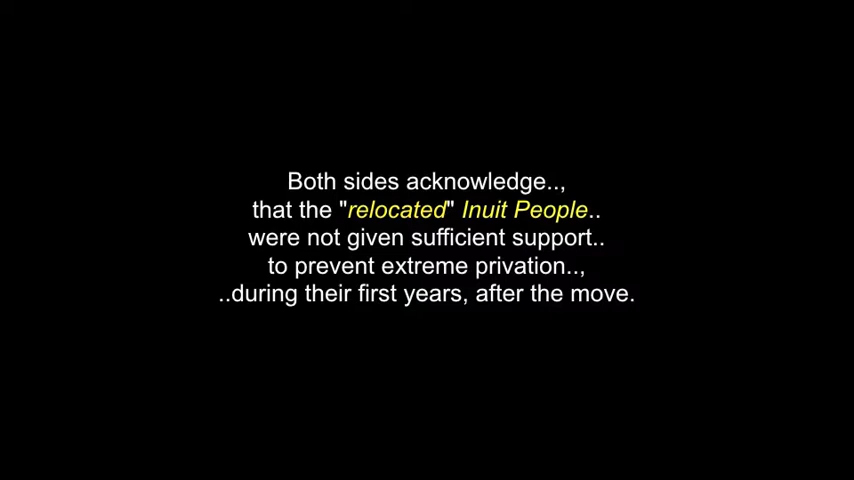 Both sides acknowledge..,
that the "relocated" Inuit People..
were not given sufficient support..
to prevent extreme privation..,
..during their first years, after the move.